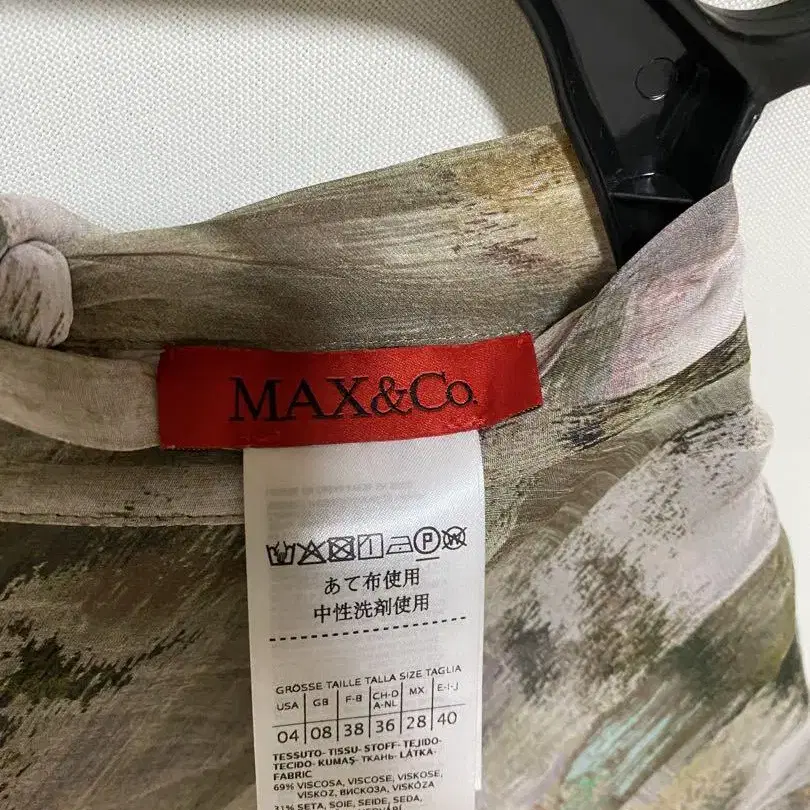 MAX&Co.
P
W
あて布使用
中性洗剤使用
GRÖSSE TAILLE TALLA SIZE TAGLIA
USA GB F-B CH-D A-NL MX E-I-J
04 08 38 36 28 40
TESSUTO- TISSU- STOFF- TEJIDO-
TECIDO- KUMAŞ- ТКАНЬ- LÁTKA-
FABRIC
69% VISCOSA, VISCOSE, VISKOSE,
VISKOZ, ВИСКОЗА, VISKÓZA
31% SETA, SOIE, SEIDE, SEDA,